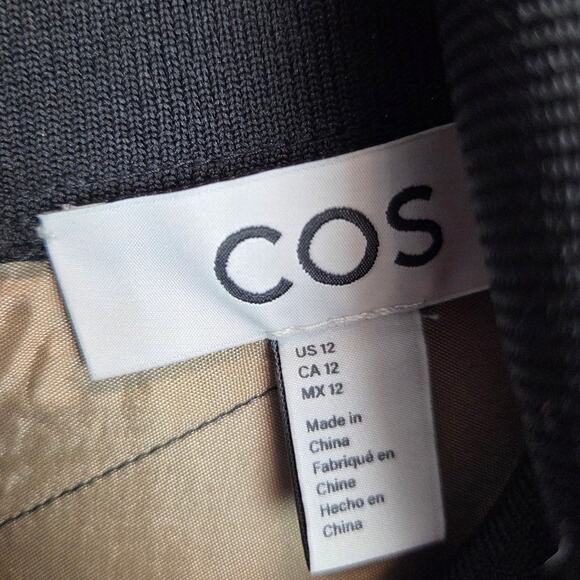 COS
US 12
CA 12
MX 12
Made in
China
Fabriqué en
Chine
Hecho en
China